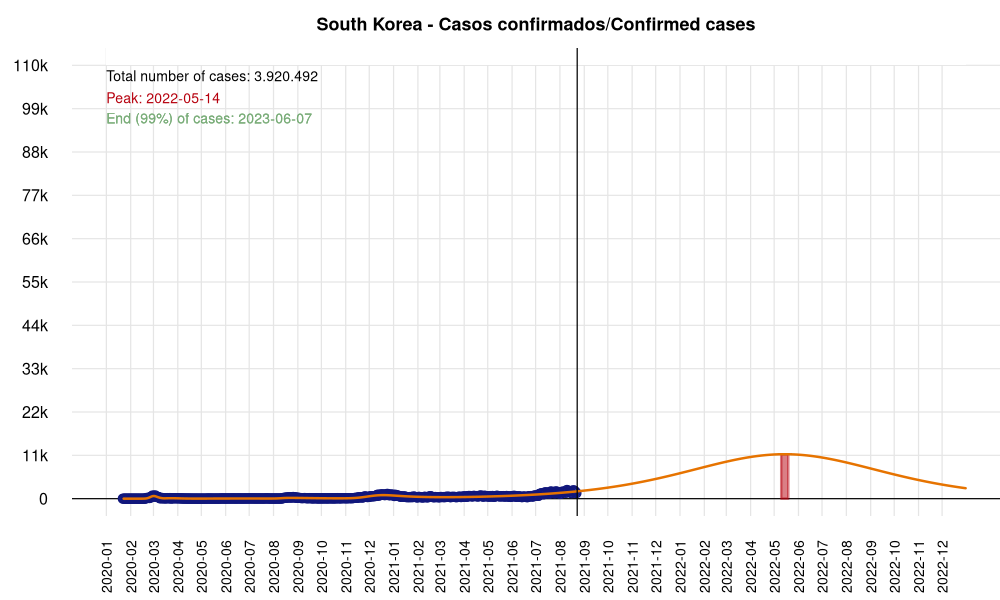 South Korea - Casos confirmados/Confirmed cases
110k
Total number of cases: 3.920.492
Peak: 2022-05-14
99k
End (99%) of cases: 2023-06-07
88k
77k
66k
55k
44k
33k
22k
11k
0
2020-01
2020-02
2020-03
2020-04
2020-05
2020-06
2020-07
2020-08
2020-09
2020-10
2020-11
2020-12
2021-01
2021-02
2021-03
2021-04
2021-05
2021-06
2021-07
2021-08
2021-09
2021-10
2021-11
2021-12
2022-01
2022-02
2022-03
2022-04
2022-05
2022-06
2022-07
2022-08
2022-09
2022-10
2022-11
2022-12